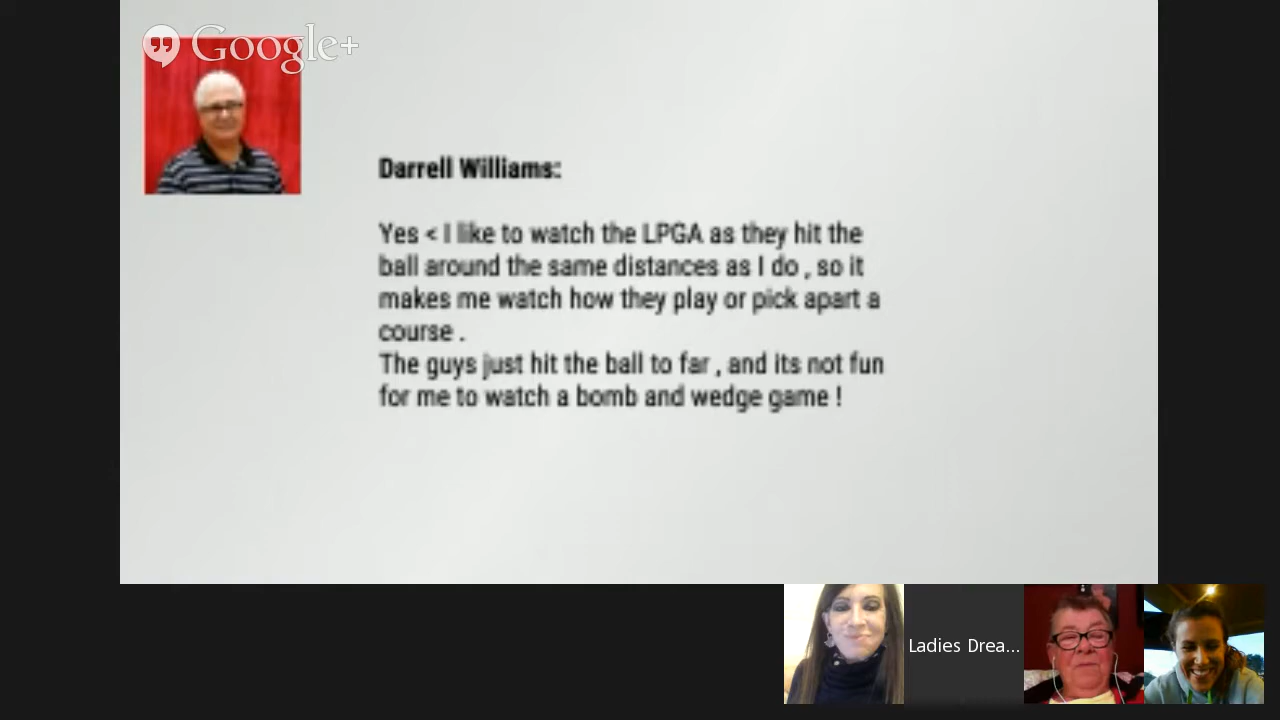 Google+
Darrell Williams:
Yes < I like to watch the LPGA as they hit the
ball around the same distances as I do , so it
makes me watch how they play or pick apart a
course .
The guys just hit the ball to far , and its not fun
for me to watch a bomb and wedge game !
Ladies Drea...